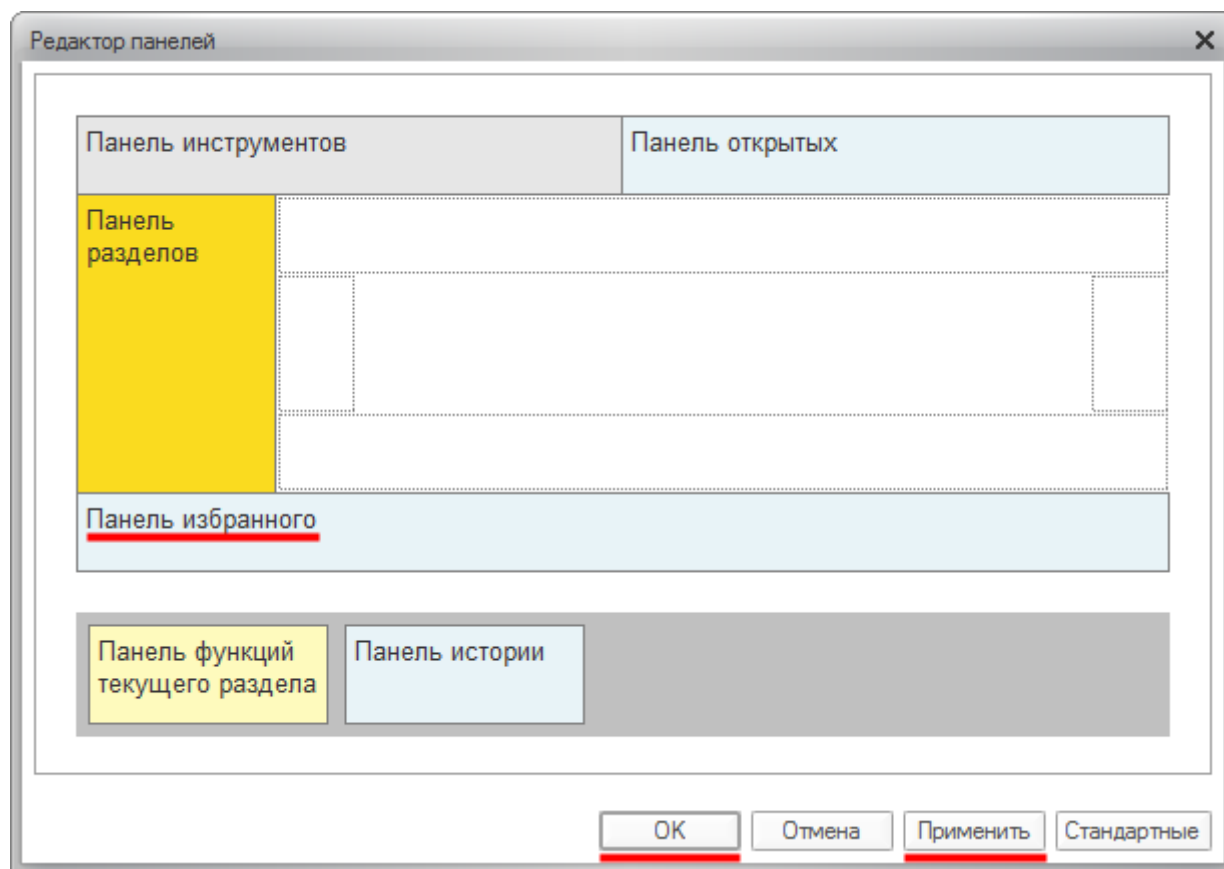 Редактор панелей
Панель инструментов
Панель открытых
Панель
разделов
Панель избранного
Панель функций
текущего раздела
Панель истории
OK
Отмена
Применить
Стандартные